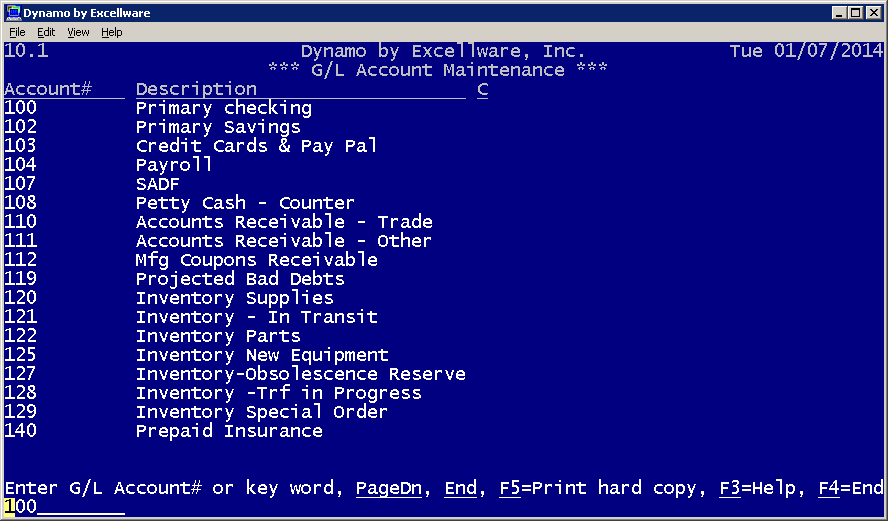 Dynamo by Excellware
File Edit View Help
10.1 Dynamo by Excellware, Inc. Tue 01/07/2014
*** G/L Account Maintenance ***
Account# Description C
100 Primary checking
102 Primary Savings
103 Credit Cards & Pay Pal
104 Payroll
107 SADF
108 Petty Cash - Counter
110 Accounts Receivable - Trade
111 Accounts Receivable - Other
112 Mfg Coupons Receivable
119 Projected Bad Debts
120 Inventory Supplies
121 Inventory - In Transit
122 Inventory Parts
125 Inventory New Equipment
127 Inventory-Obsolescence Reserve
128 Inventory -Trf in Progress
129 Inventory Special Order
140 Prepaid Insurance
Enter G/L Account# or key word, PageDn, End, F5=Print hard copy, F3=Help, F4=End
100